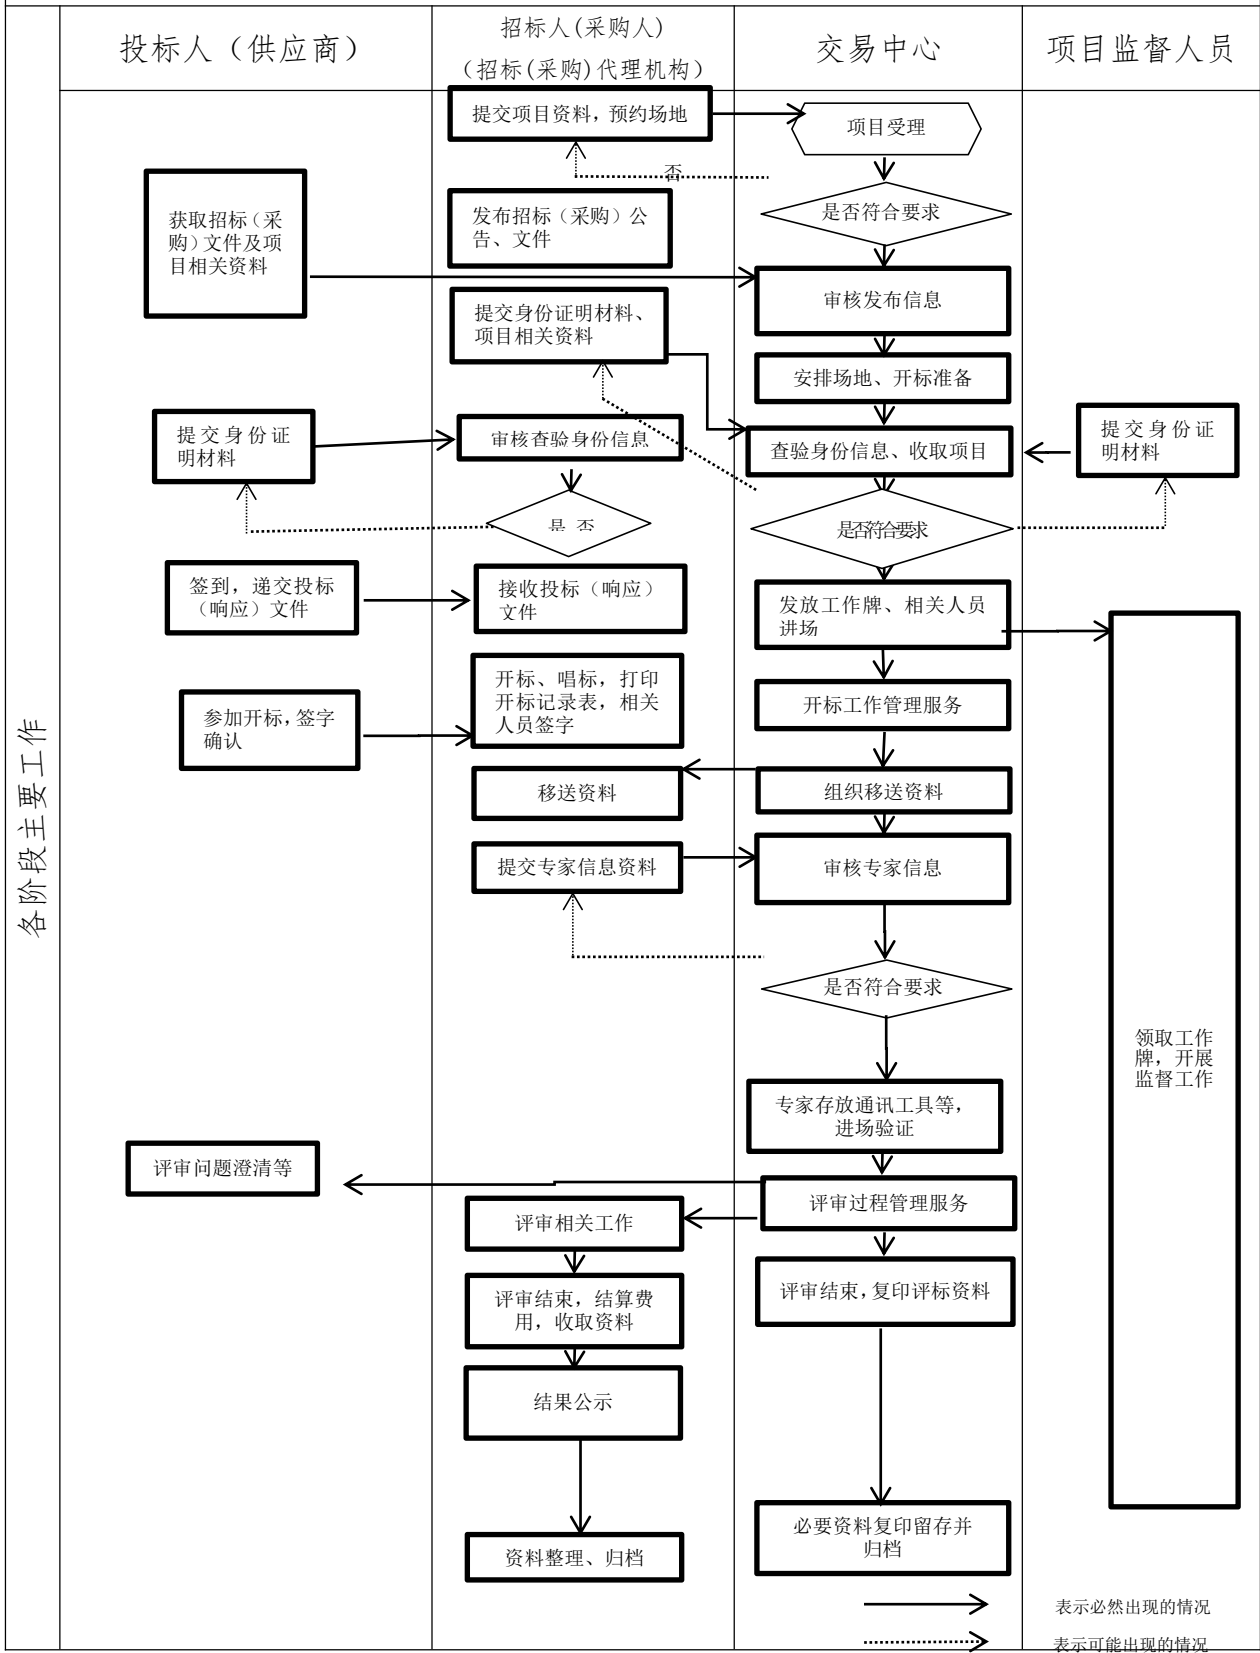 投标人（供应商）
招标人(采购人)
（招标(采购)代理机构）
交易中心
项目监督人员
各阶段主要工作
提交项目资料，预约场地
项目受理
否
获取招标（采
购）文件及项
目相关资料
发布招标（采购）公
告、文件
是否符合要求
审核发布信息
提交身份证明材料、
项目相关资料
安排场地、开标准备
提交身份证
明材料
审核查验身份信息
查验身份信息、收取项目
提交身份证
明材料
是 否
是否符合要求
签到，递交投标
（响应）文件
接收投标（响应）
文件
发放工作牌、相关人员
进场
参加开标，签字
确认
开标、唱标，打印
开标记录表，相关
人员签字
开标工作管理服务
移送资料
组织移送资料
提交专家信息资料
审核专家信息
是否符合要求
领取工作
牌，开展
监督工作
专家存放通讯工具等，
进场验证
评审问题澄清等
评审过程管理服务
评审相关工作
评审结束，结算费
用，收取资料
评审结束，复印评标资料
结果公示
必要资料复印留存并
归档
资料整理、归档
表示必然出现的情况
表示可能出现的情况